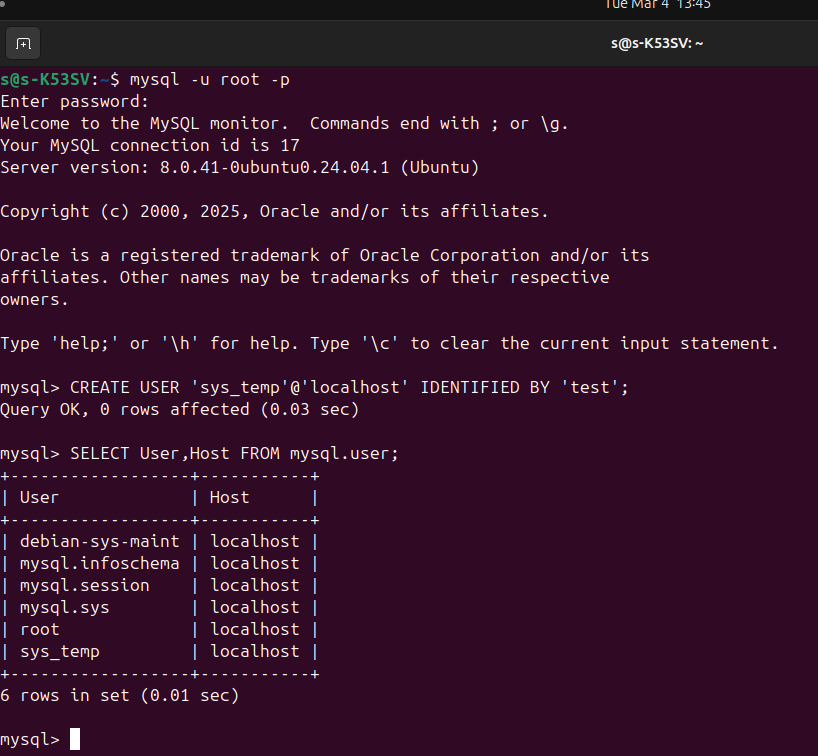 Tue Mar 4 13:45
s@s-K53SV: ~
s@s-K53SV:~$ mysql -u root -p
Enter password:
Welcome to the MySQL monitor.  Commands end with ; or \g.
Your MySQL connection id is 17
Server version: 8.0.41-0ubuntu0.24.04.1 (Ubuntu)
Copyright (c) 2000, 2025, Oracle and/or its affiliates.
Oracle is a registered trademark of Oracle Corporation and/or its
affiliates. Other names may be trademarks of their respective
owners.
Type 'help;' or '\h' for help. Type '\c' to clear the current input statement.
mysql> CREATE USER 'sys_temp'@'localhost' IDENTIFIED BY 'test';
Query OK, 0 rows affected (0.03 sec)
mysql> SELECT User,Host FROM mysql.user;
+------------------+-----------+
| User             | Host      |
+------------------+-----------+
| debian-sys-maint | localhost |
| mysql.infoschema | localhost |
| mysql.session    | localhost |
| mysql.sys        | localhost |
| root             | localhost |
| sys_temp         | localhost |
+------------------+-----------+
6 rows in set (0.01 sec)
mysql>